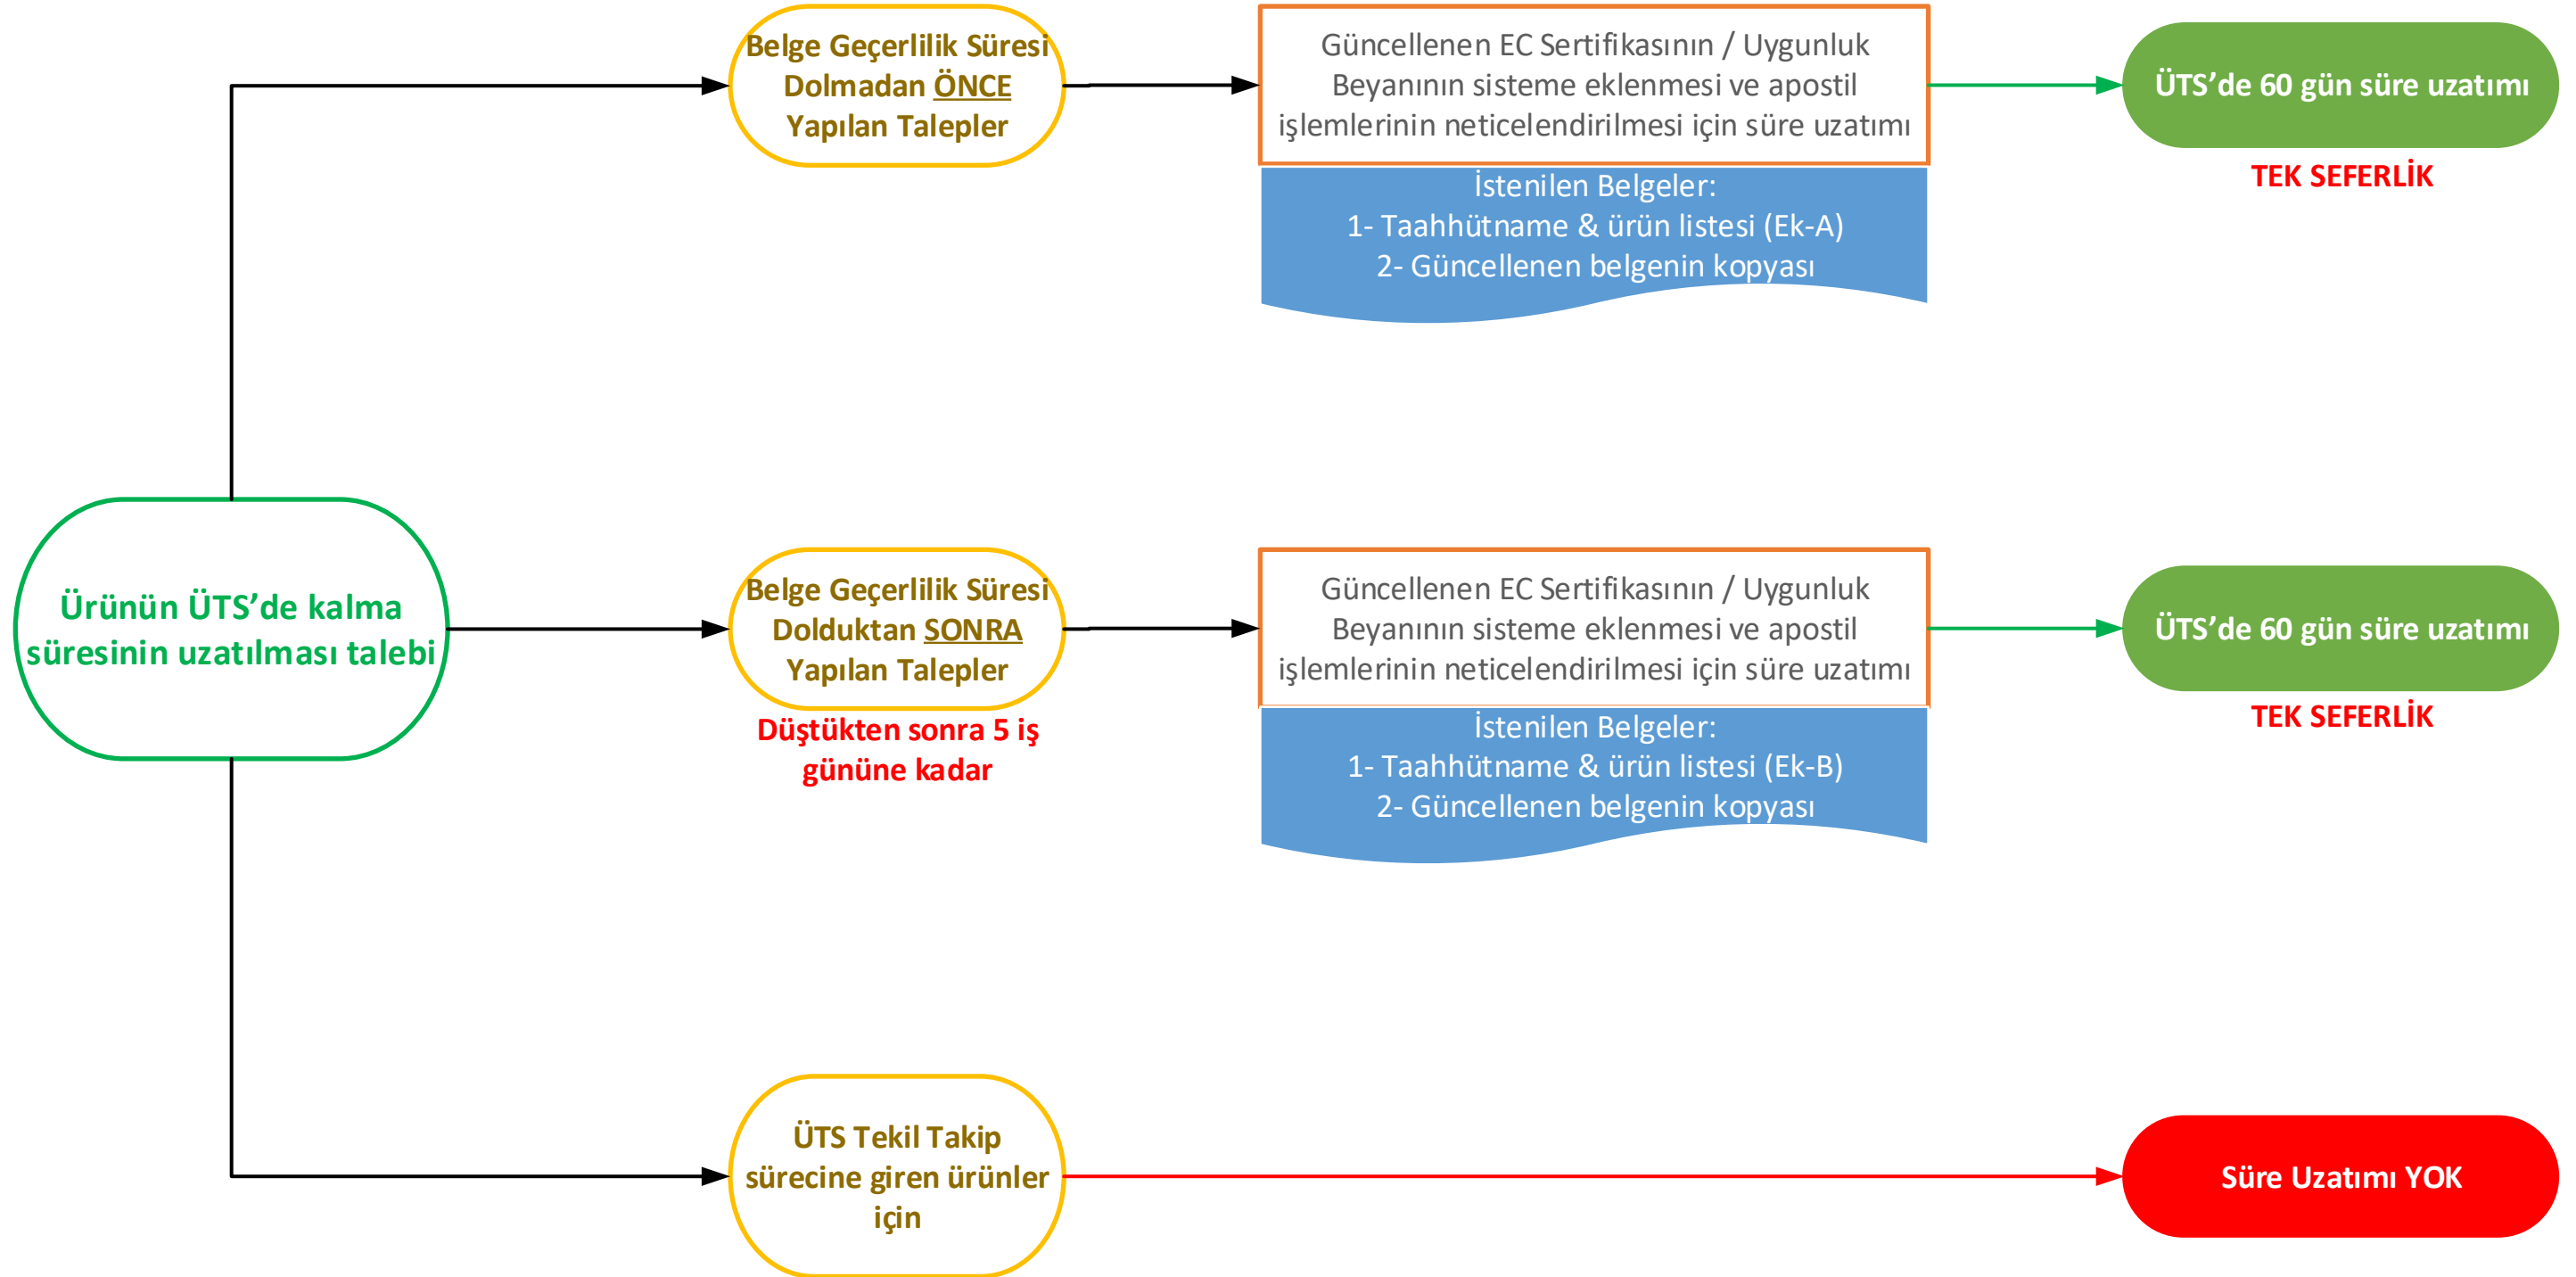 Belge Geçerlilik Süresi
Dolmadan ÖNCE
Yapılan Talepler
Güncellenen EC Sertifikasının / Uygunluk
Beyanının sisteme eklenmesi ve apostil
işlemlerinin neticelendirilmesi için süre uzatımı
İstenilen Belgeler:
1- Taahhütname & ürün listesi (Ek-A)
2- Güncellenen belgenin kopyası
ÜTS’de 60 gün süre uzatımı
TEK SEFERLİK
Ürünün ÜTS’de kalma
süresinin uzatılması talebi
Belge Geçerlilik Süresi
Dolduktan SONRA
Yapılan Talepler
Düştükten sonra 5 iş
gününe kadar
Güncellenen EC Sertifikasının / Uygunluk
Beyanının sisteme eklenmesi ve apostil
işlemlerinin neticelendirilmesi için süre uzatımı
İstenilen Belgeler:
1- Taahhütname & ürün listesi (Ek-B)
2- Güncellenen belgenin kopyası
ÜTS’de 60 gün süre uzatımı
TEK SEFERLİK
ÜTS Tekil Takip
sürecine giren ürünler
için
Süre Uzatımı YOK